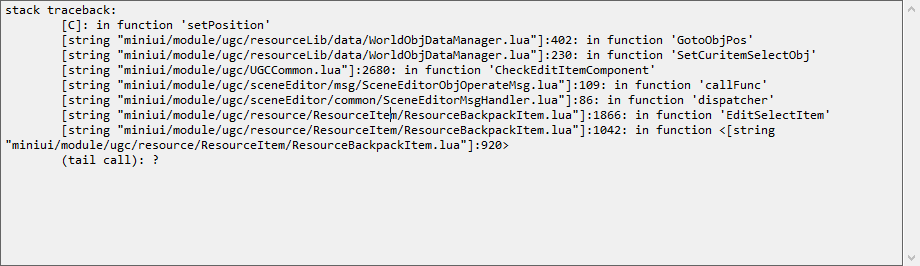 stack traceback:
[C]: in function 'setPosition'
[string "miniui/module/ugc/resourceLib/data/WorldObjDataManager.lua"]:402: in function 'GotoObjPos'
[string "miniui/module/ugc/resourceLib/data/WorldObjDataManager.lua"]:230: in function 'SetCuritemSelectObj'
[string "miniui/module/ugc/UGCCommon.lua"]:2680: in function 'CheckEditItemComponent'
[string "miniui/module/ugc/sceneEditor/msg/SceneEditorObjOperateMsg.lua"]:109: in function 'callFunc'
[string "miniui/module/ugc/sceneEditor/common/SceneEditorMsgHandler.lua"]:86: in function 'dispatcher'
[string "miniui/module/ugc/resource/ResourceItem/ResourceBackpackItem.lua"]:1866: in function 'EditSelectItem'
[string "miniui/module/ugc/resource/ResourceItem/ResourceBackpackItem.lua"]:1042: in function <[string
"miniui/module/ugc/resource/ResourceItem/ResourceBackpackItem.lua"]:920>
(tail call): ?